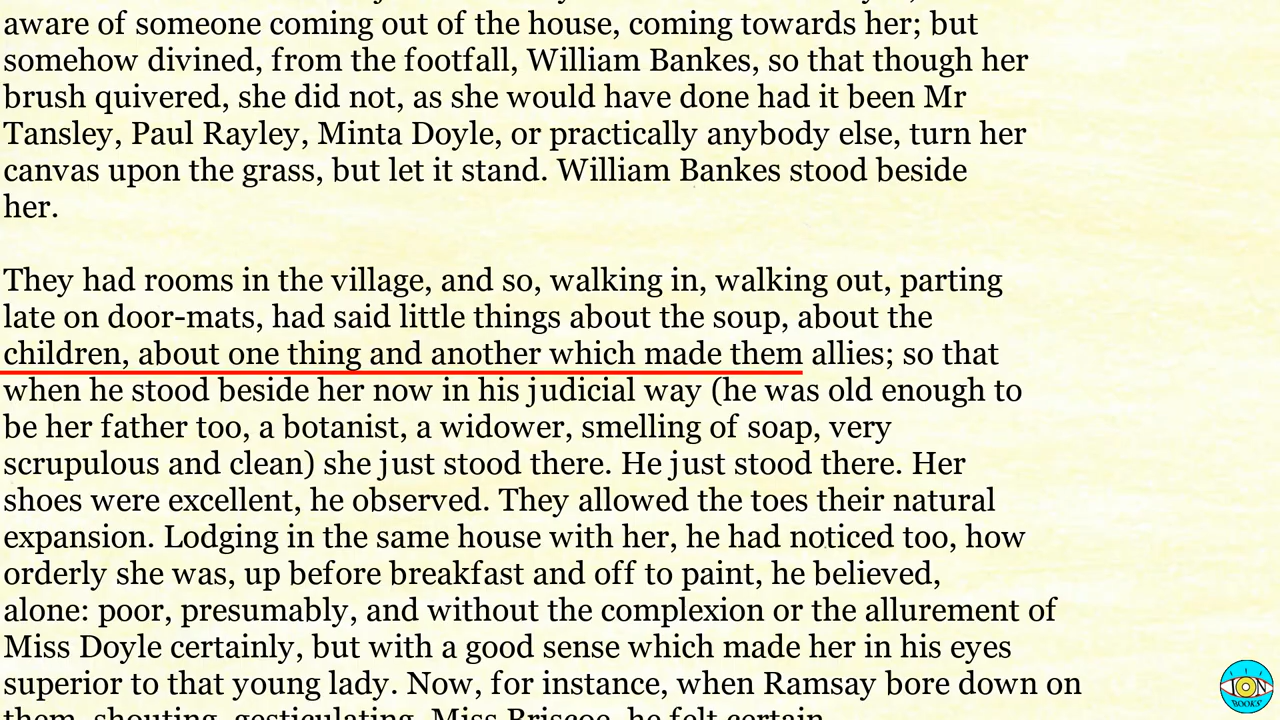 aware of someone coming out of the house, coming towards her; but
somehow divined, from the footfall, William Bankes, so that though her
brush quivered, she did not, as she would have done had it been Mr
Tansley, Paul Rayley, Minta Doyle, or practically anybody else, turn her
canvas upon the grass, but let it stand. William Bankes stood beside
her.
They had rooms in the village, and so, walking in, walking out, parting
late on door-mats, had said little things about the soup, about the
children, about one thing and another which made them allies; so that
when he stood beside her now in his judicial way (he was old enough to
be her father too, a botanist, a widower, smelling of soap, very
scrupulous and clean) she just stood there. He just stood there. Her
shoes were excellent, he observed. They allowed the toes their natural
expansion. Lodging in the same house with her, he had noticed too, how
orderly she was, up before breakfast and off to paint, he believed,
alone: poor, presumably, and without the complexion or the allurement of
Miss Doyle certainly, but with a good sense which made her in his eyes
superior to that young lady. Now, for instance, when Ramsay bore down on
them, shouting, gesticulating, Miss Briscoe, he felt certain,
ION
BOOKS